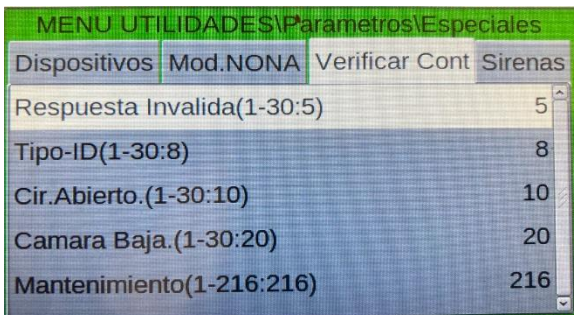 MENU UTILIDADES\Parametros\Especiales
Dispositivos Mod.NONA Verificar Cont Sirenas
Respuesta Invalida(1-30:5) 5
Tipo-ID(1-30:8) 8
Cir.Abierto.(1-30:10) 10
Camara Baja.(1-30:20) 20
Mantenimiento(1-216:216) 216